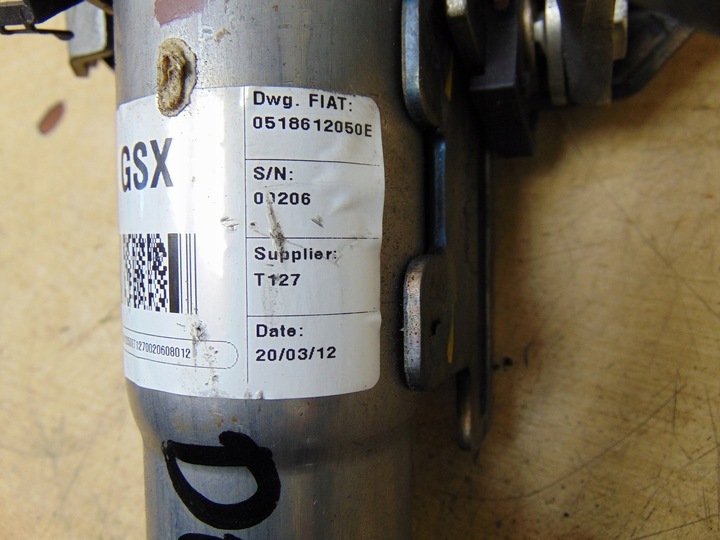 Dwg. FIAT:
0518612050E
GSX
S/N:
00206
Supplier:
T127
Date:
20/03/12